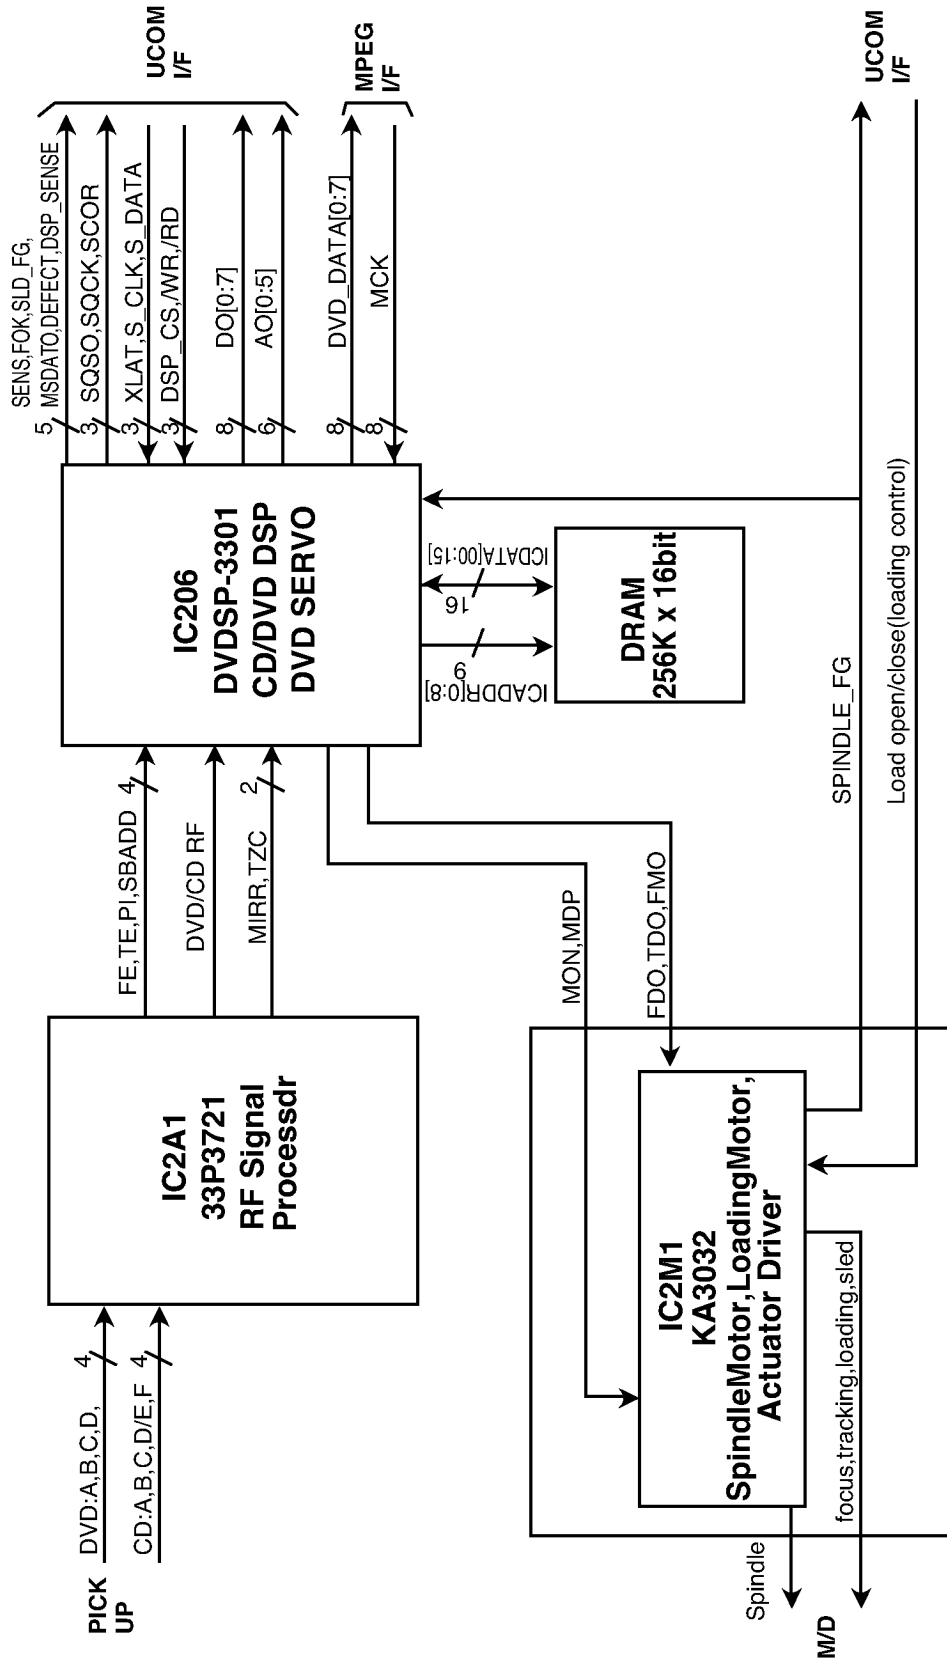 PICK
UP
DVD:A,B,C,D,
4
CD:A,B,C,D/E,F
4
IC2A1
33P3721
RF Signal
Processdr
FE,TE,PI,SBADD
4
DVD/CD RF
MIRR,TZC
2
IC206
DVDSP-3301
CD/DVD DSP
DVD SERVO
SENS,FOK,SLD_FG,
MSDATO,DEFECT,DSP_SENSE
5
SQSO,SQCK,SCOR
3
XLAT,S_CLK,S_DATA
3
DSP_CS,/WR,/RD
3
DO[0:7]
8
AO[0:5]
6
UCOM
I/F
DVD_DATA[0:7]
8
MCK
8
MPEG
I/F
ICADDR[0:8]
9
16
ICDATA[00:15]
DRAM
256K x 16bit
MON,MDP
FDO,TDO,FMO
IC2M1
KA3032
SpindleMotor,LoadingMotor,
Actuator Driver
SPINDLE_FG
Load open/close(loading control)
UCOM
I/F
Spindle
focus,tracking,loading,sled
M/D